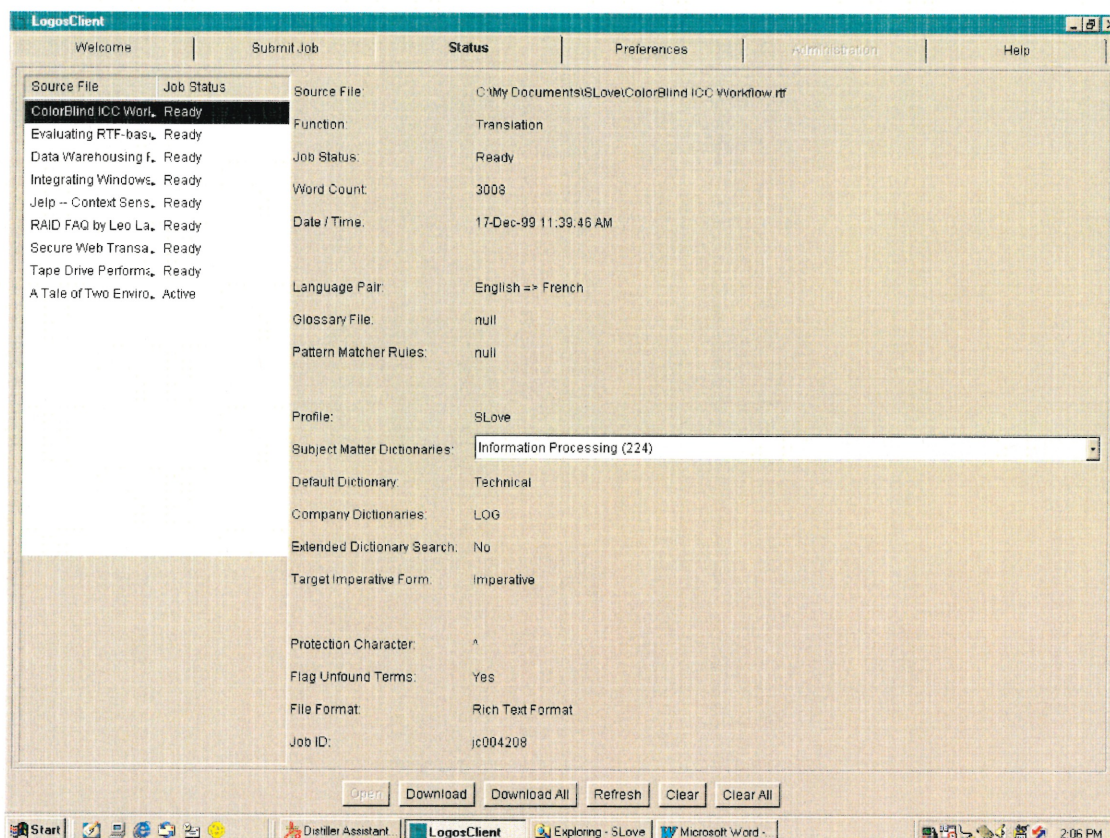 LogosClient
Welcome Submit Job Status Preferences Administration Help
Source File Job Status
ColorBlind ICC Worl Ready
Evaluating RTF-bas Ready
Data Warehousing F Ready
Integrating Windows Ready
Jelp -- Context Sens Ready
RAID FAQ by Leo La Ready
Secure Web Transa Ready
Tape Drive Performa Ready
A Tale of Two Enviro Active
Source File: C:\My Documents\SLove\ColorBlind ICC Workflow.rtf
Function: Translation
Job Status: Ready
Word Count: 3008
Date / Time: 17-Dec-99 11:39:46 AM
Language Pair: English => French
Glossary File: null
Pattern Matcher Rules: null
Profile: SLove
Subject Matter Dictionaries: Information Processing (224)
Default Dictionary: Technical
Company Dictionaries: LOG
Extended Dictionary Search: No
Target Imperative Form: Imperative
Protection Character: ^
Flag Unfound Terms: Yes
File Format: Rich Text Format
Job ID: jc004208
Open Download Download All Refresh Clear Clear All
Start Distiller Assistant LogosClient Exploring - SLove Microsoft Word - 2:06 PM